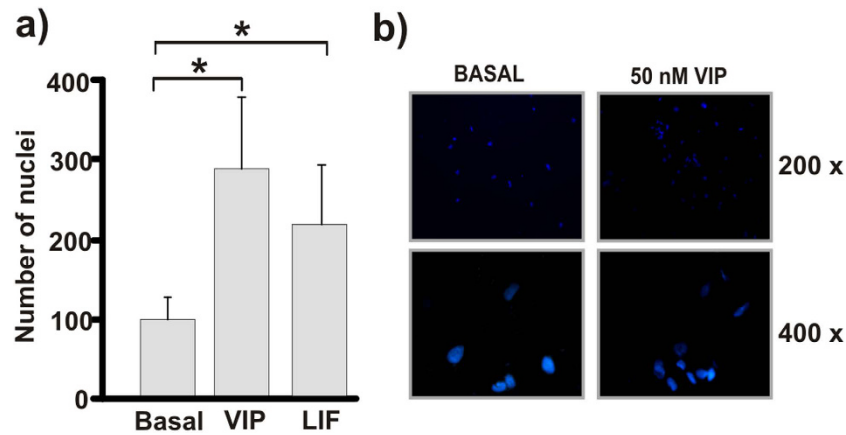 a)
*
*
400
300
200
100
0
Number of nuclei
Basal VIP LIF
b)
BASAL 50 nM VIP
200 x
400 x